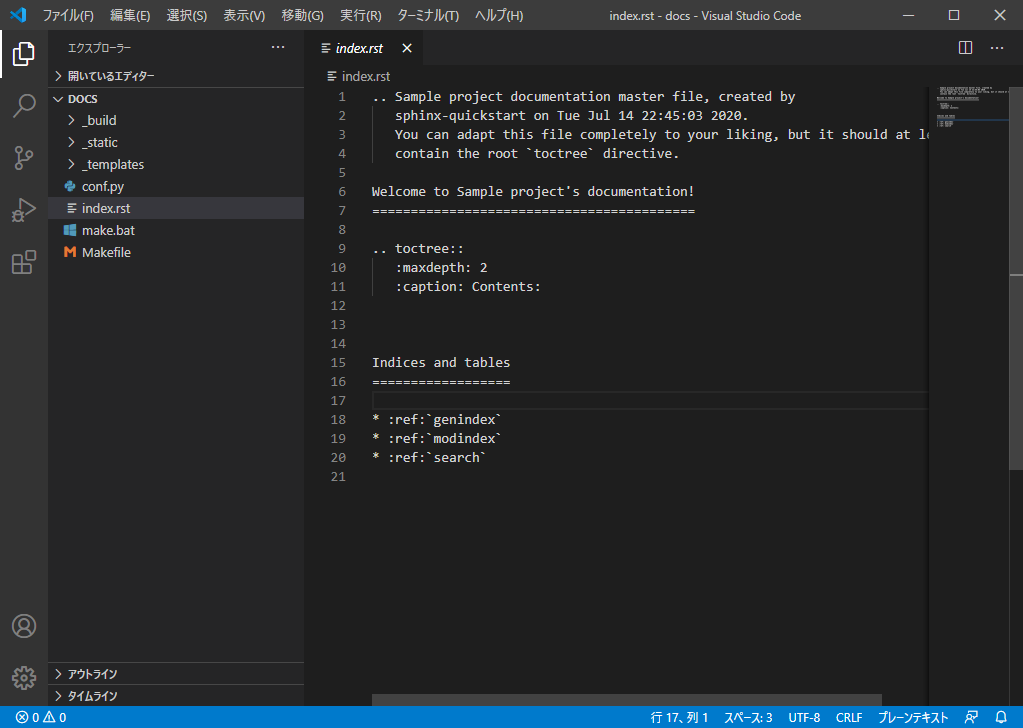 ファイル(F) 編集(E) 選択(S) 表示(V) 移動(G) 実行(R) ターミナル(T) ヘルプ(H) index.rst - docs - Visual Studio Code
エクスプローラー
開いているエディター
DOCS
_build
_static
_templates
conf.py
index.rst
make.bat
M Makefile
アウトライン
タイムライン
index.rst
index.rst
1 .. Sample project documentation master file, created by
2 sphinx-quickstart on Tue Jul 14 22:45:03 2020.
3 You can adapt this file completely to your liking, but it should at
4 contain the root `toctree` directive.
5
6 Welcome to Sample project's documentation!
7 ==========================================
8
9 .. toctree::
10 :maxdepth: 2
11 :caption: Contents:
12
13
14
15 Indices and tables
16 ==================
17
18 * :ref:`genindex`
19 * :ref:`modindex`
20 * :ref:`search`
21
0 0 行 17、列 1 スペース: 3 UTF-8 CRLF プレーンテキスト